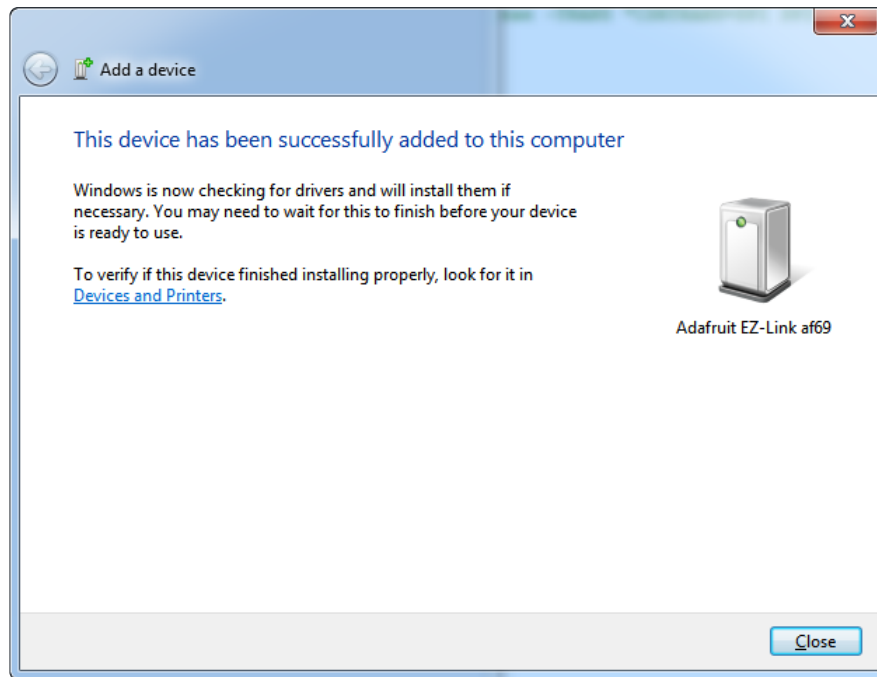 Add a device
This device has been successfully added to this computer
Windows is now checking for drivers and will install them if
necessary. You may need to wait for this to finish before your device
is ready to use.
To verify if this device finished installing properly, look for it in
Devices and Printers.
Adafruit EZ-Link af69
Close